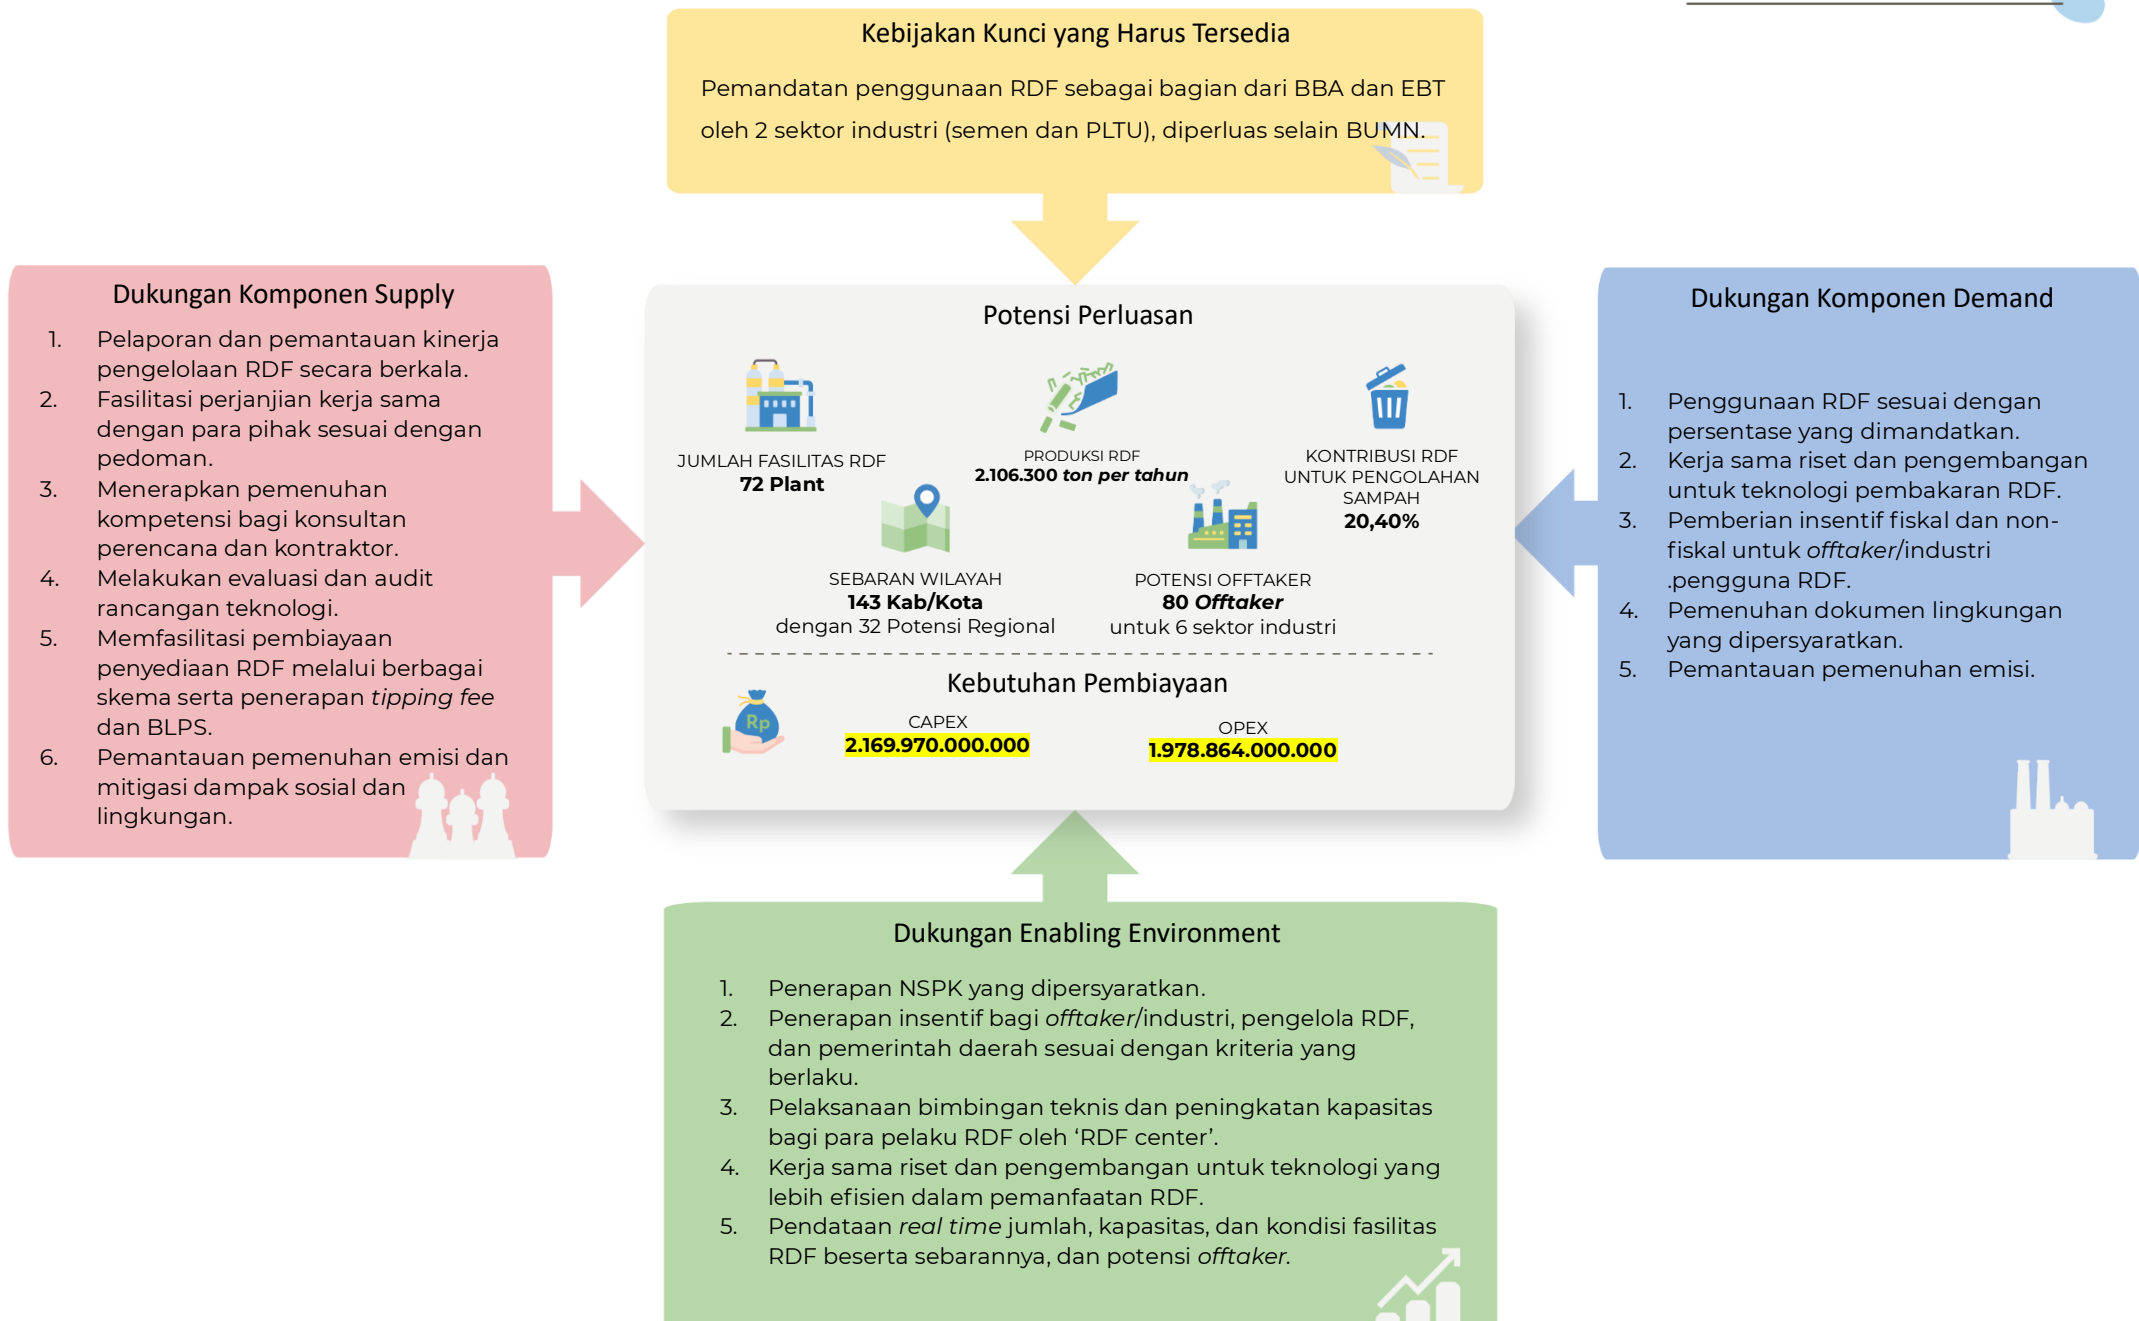 Kebijakan Kunci yang Harus Tersedia
Pemandatan penggunaan RDF sebagai bagian dari BBA dan EBT
oleh 2 sektor industri (semen dan PLTU), diperluas selain BUMN.
Dukungan Komponen Supply
1. Pelaporan dan pemantauan kinerja
pengelolaan RDF secara berkala.
2. Fasilitasi perjanjian kerja sama
dengan para pihak sesuai dengan
pedoman.
3. Menerapkan pemenuhan
kompetensi bagi konsultan
perencana dan kontraktor.
4. Melakukan evaluasi dan audit
rancangan teknologi.
5. Memfasilitasi pembiayaan
penyediaan RDF melalui berbagai
skema serta penerapan tipping fee
dan BLPS.
6. Pemantauan pemenuhan emisi dan
mitigasi dampak sosial dan
lingkungan.
Potensi Perluasan
JUMLAH FASILITAS RDF
72 Plant
PRODUKSI RDF
2.106.300 ton per tahun
KONTRIBUSI RDF
UNTUK PENGOLAHAN
SAMPAH
20,40%
SEBARAN WILAYAH
143 Kab/Kota
dengan 32 Potensi Regional
POTENSI OFFTAKER
80 Offtaker
untuk 6 sektor industri
Kebutuhan Pembiayaan
Rp
CAPEX
2.169.970.000.000
OPEX
1.978.864.000.000
Dukungan Komponen Demand
1. Penggunaan RDF sesuai dengan
persentase yang dimandatkan.
2. Kerja sama riset dan pengembangan
untuk teknologi pembakaran RDF.
3. Pemberian insentif fiskal dan non-
fiskal untuk offtaker/industri
.pengguna RDF.
4. Pemenuhan dokumen lingkungan
yang dipersyaratkan.
5. Pemantauan pemenuhan emisi.
Dukungan Enabling Environment
1. Penerapan NSPK yang dipersyaratkan.
2. Penerapan insentif bagi offtaker/industri, pengelola RDF,
dan pemerintah daerah sesuai dengan kriteria yang
berlaku.
3. Pelaksanaan bimbingan teknis dan peningkatan kapasitas
bagi para pelaku RDF oleh ‘RDF center’.
4. Kerja sama riset dan pengembangan untuk teknologi yang
lebih efisien dalam pemanfaatan RDF.
5. Pendataan real time jumlah, kapasitas, dan kondisi fasilitas
RDF beserta sebarannya, dan potensi offtaker.